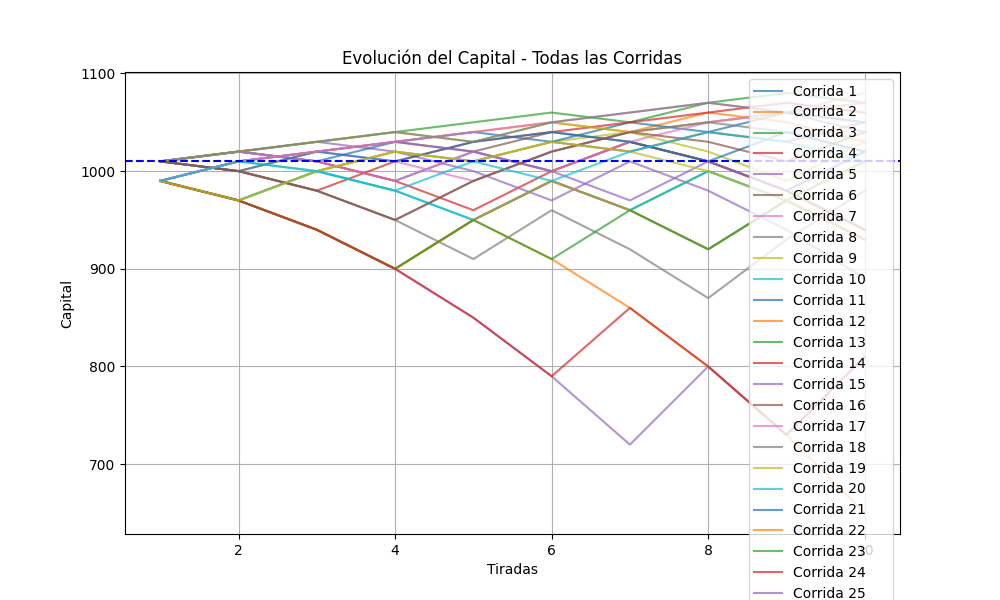 Evolución del Capital - Todas las Corridas
1100
1000
900
800
700
Capital
2
4
6
8
10
Tiradas
Corrida 1
Corrida 2
Corrida 3
Corrida 4
Corrida 5
Corrida 6
Corrida 7
Corrida 8
Corrida 9
Corrida 10
Corrida 11
Corrida 12
Corrida 13
Corrida 14
Corrida 15
Corrida 16
Corrida 17
Corrida 18
Corrida 19
Corrida 20
Corrida 21
Corrida 22
Corrida 23
Corrida 24
Corrida 25